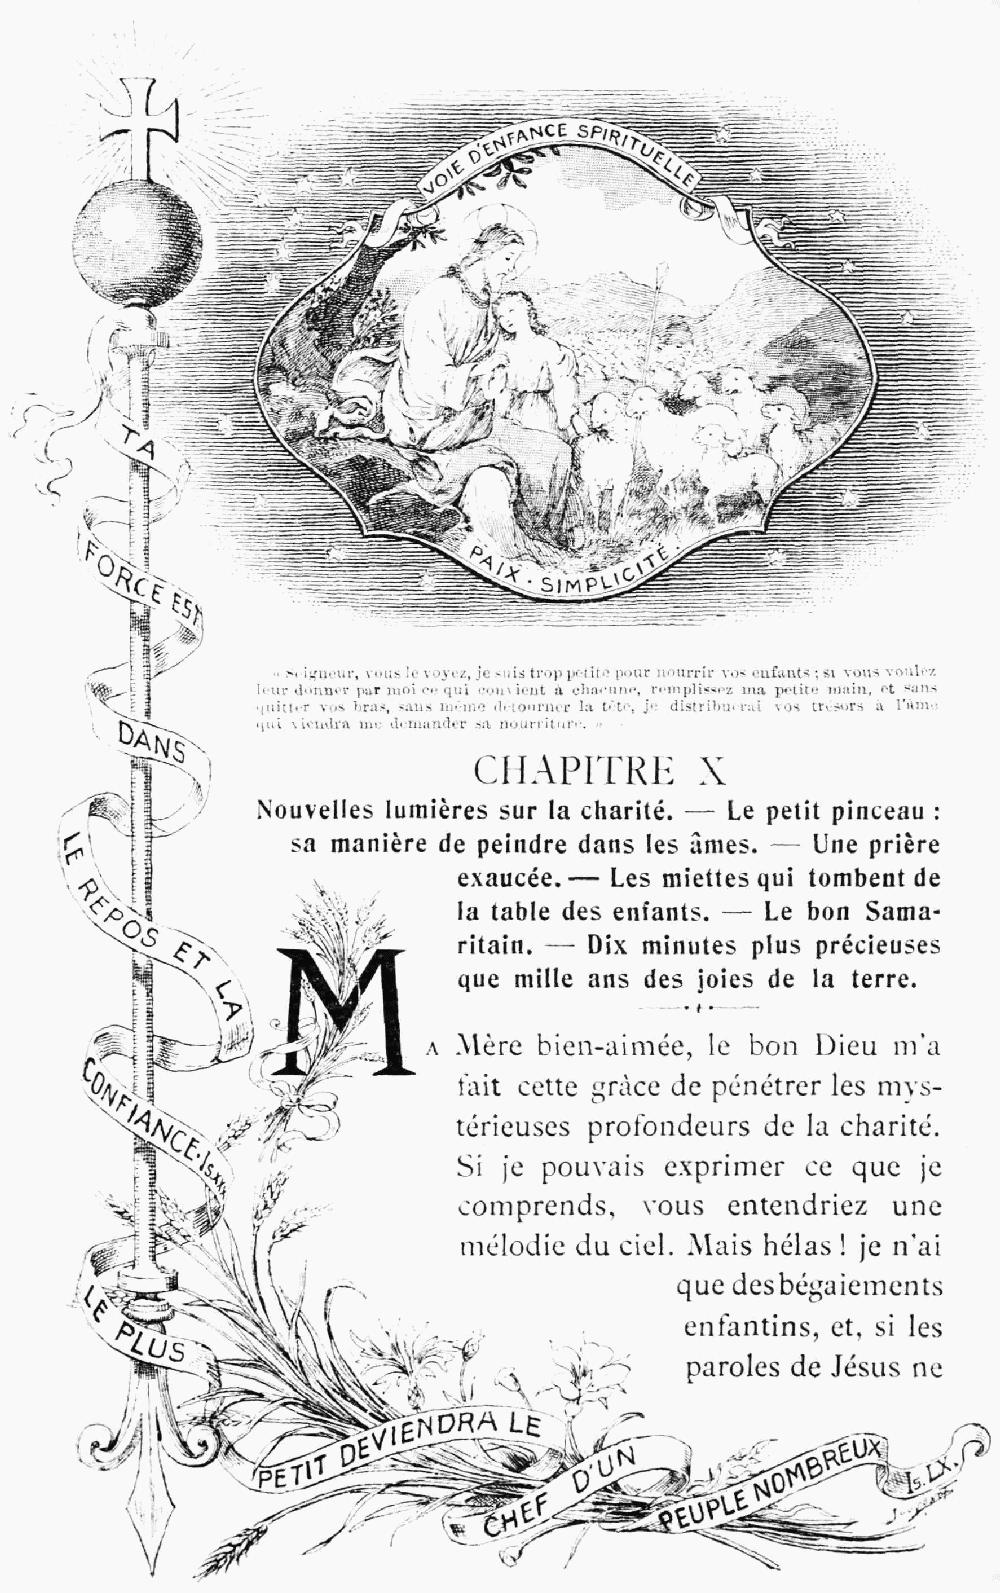 VOIE D'ENFANCE SPIRITUELLE
PAIX · SIMPLICITÉ.
TA
FORCE EST
DANS
LE REPOS ET LA
CONFIANCE. Is. XXX
LE PLUS
PETIT DEVIENDRA LE
CHEF D'UN
PEUPLE NOMBREUX
Is. LX.
« Seigneur, vous le voyez, je suis trop petite pour nourrir vos enfants ; si vous voulez
leur donner par moi ce qui convient à chacune, remplissez ma petite main, et sans
quitter vos bras, sans même détourner la tête, je distribuerai vos trésors à l'âme
qui viendra me demander sa nourriture. »
CHAPITRE X
Nouvelles lumières sur la charité. — Le petit pinceau :
sa manière de peindre dans les âmes. — Une prière
exaucée. — Les miettes qui tombent de
la table des enfants. — Le bon Sama-
ritain. — Dix minutes plus précieuses
que mille ans des joies de la terre.
MA Mère bien-aimée, le bon Dieu m'a
fait cette grâce de pénétrer les mys-
térieuses profondeurs de la charité.
Si je pouvais exprimer ce que je
comprends, vous entendriez une
mélodie du ciel. Mais hélas ! je n'ai
que des bégaiements
enfantins, et, si les
paroles de Jésus ne